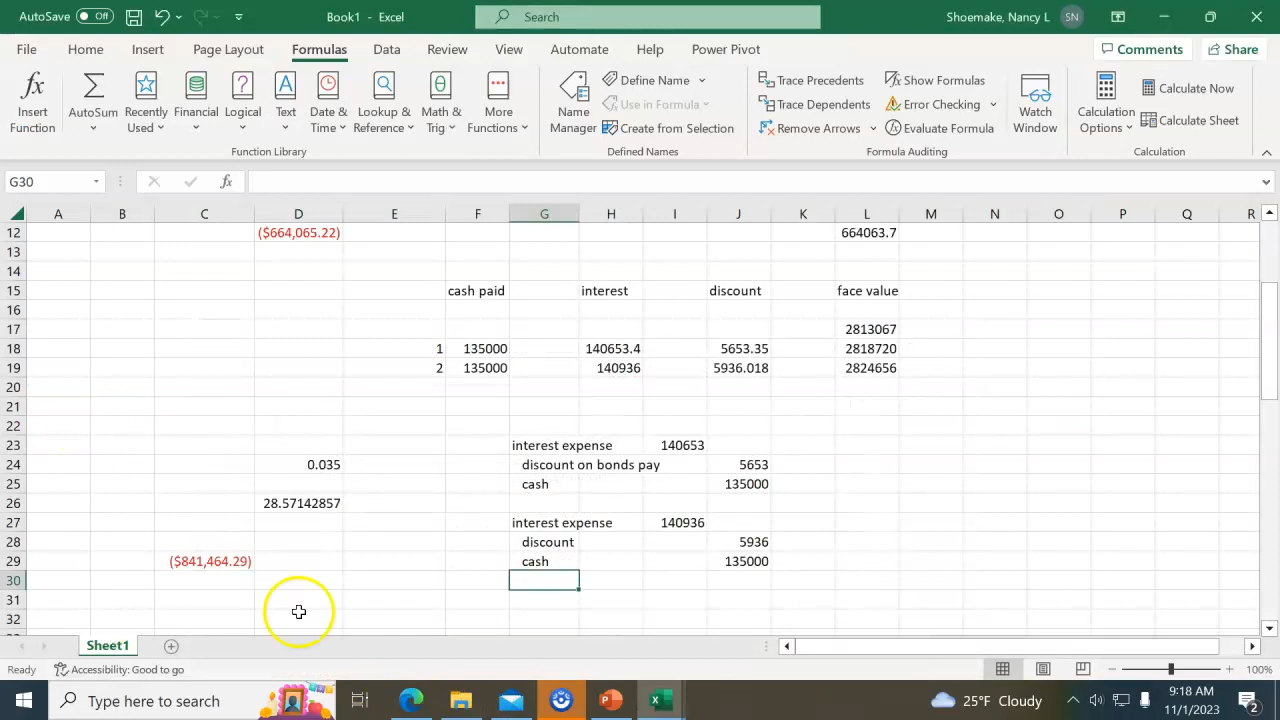 AutoSave Off Book1 - Excel Search Shoemake, Nancy L SN
File Home Insert Page Layout Formulas Data Review View Developer Automate Help Power Pivot Comments Share
Insert Function AutoSum Recently Used Financial Logical Text Date & Time Lookup & Reference Math & Trig More Functions Name Manager Define Name Use in Formula Create from Selection Trace Precedents Trace Dependents Remove Arrows Show Formulas Error Checking Evaluate Formula Watch Window Calculation Options Calculate Now Calculate Sheet
Function Library Defined Names Formula Auditing Calculation
G30 fx
A B C D E F G H I J K L M N O P Q R
12 ($664,065.22) 664063.7
13
14
15 cash paid interest discount face value
16
17 2813067
18 1 135000 140653.4 5653.35 2818720
19 2 135000 140936 5936.018 2824656
20
21
22
23 interest expense 140653
24 0.035 discount on bonds pay 5653
25 cash 135000
26 28.57142857
27 interest expense 140936
28 discount 5936
29 ($841,464.29) cash 135000
30
31
32
Sheet1
Ready Accessibility: Good to go 100%
Type here to search 25°F Cloudy 9:18 AM
11/1/2023 2